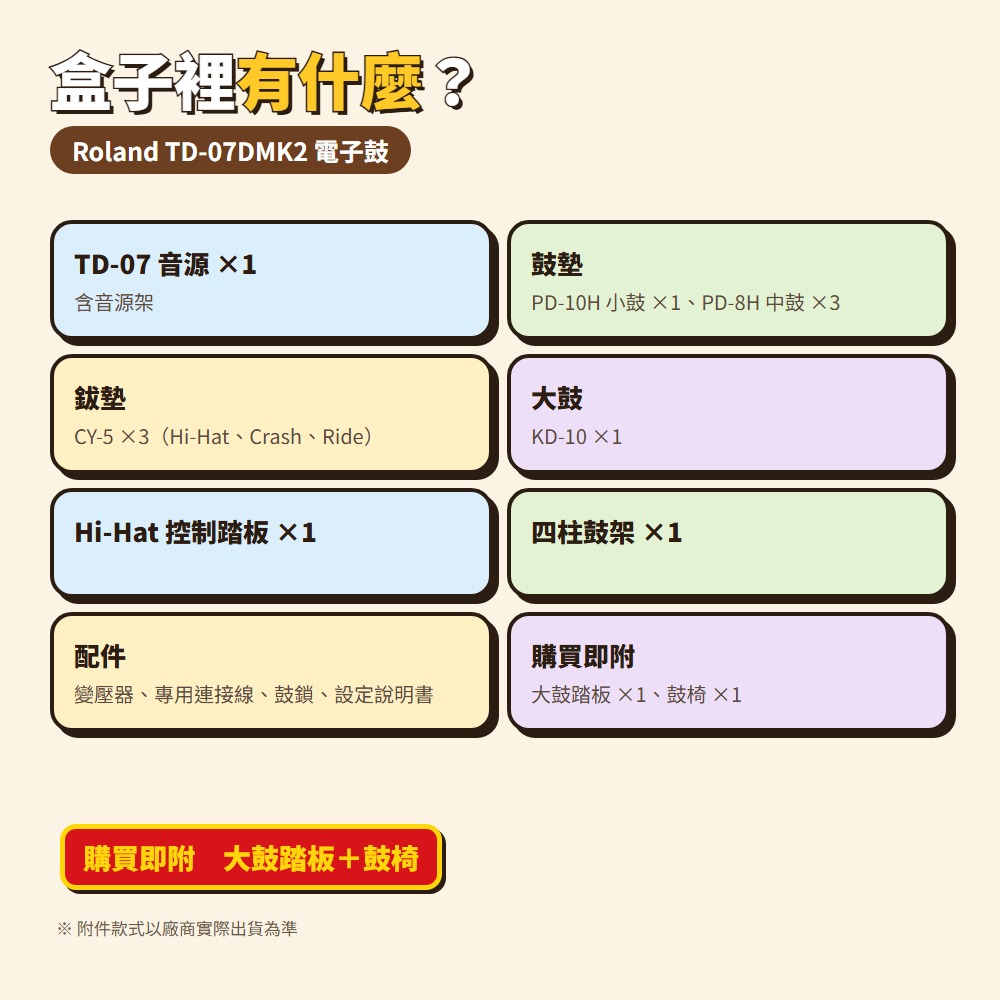 盒子裡有什麼？
Roland TD-07DMK2 電子鼓
TD-07 音源 ×1
含音源架
鼓墊
PD-10H 小鼓 ×1、PD-8H 中鼓 ×3
鈸墊
CY-5 ×3（Hi-Hat、Crash、Ride）
大鼓
KD-10 ×1
Hi-Hat 控制踏板 ×1
四柱鼓架 ×1
配件
變壓器、專用連接線、鼓鎖、設定說明書
購買即附
大鼓踏板 ×1、鼓椅 ×1
購買即附　大鼓踏板＋鼓椅
※ 附件款式以廠商實際出貨為準